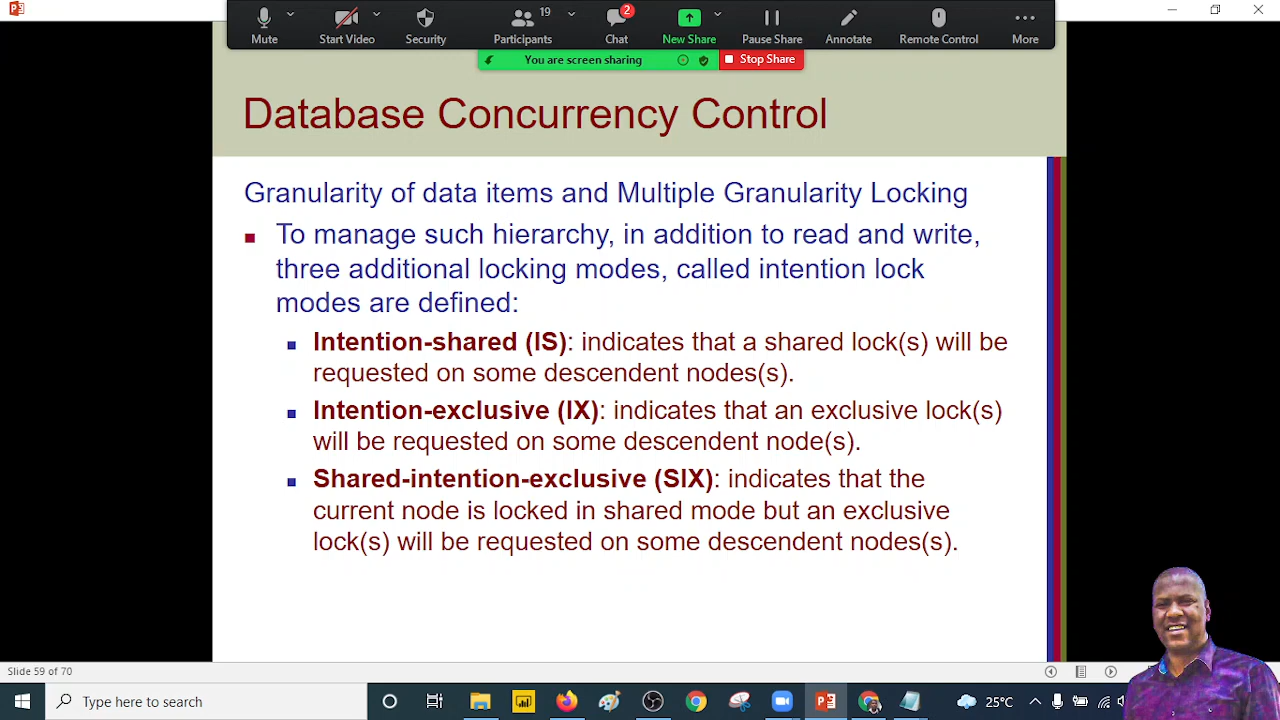 19
2
Mute
Start Video
Security
Participants
Chat
New Share
Pause Share
Annotate
Remote Control
More
You are screen sharing
Stop Share
Database Concurrency Control
Granularity of data items and Multiple Granularity Locking
To manage such hierarchy, in addition to read and write,
three additional locking modes, called intention lock
modes are defined:
Intention-shared (IS): indicates that a shared lock(s) will be
requested on some descendent nodes(s).
Intention-exclusive (IX): indicates that an exclusive lock(s)
will be requested on some descendent node(s).
Shared-intention-exclusive (SIX): indicates that the
current node is locked in shared mode but an exclusive
lock(s) will be requested on some descendent nodes(s).
Slide 59 of 70
Type here to search
25°C